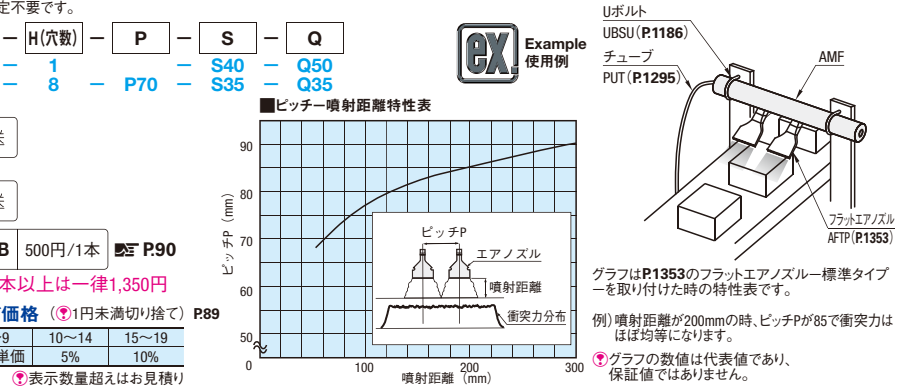 定不要です。
－ H(穴数) － P － S － Q
－ 1 － S40 － Q50
－ 8 － P70 － S35 － Q35
B 500円/1本 P.90
本以上は一律1,350円
価格 (1円未満切り捨て) P.89
9 10～14 15～19
単価 5% 10%
表示数量超えはお見積り
ex.
Example
使用例
■ピッチー噴射距離特性表
ピッチP (mm)
90
80
70
60
50
0
100
200
300
噴射距離 (mm)
ピッチP
エアノズル
噴射距離
衝突力分布
Uボルト
UBSU(P.1186)
チューブ
PUT(P.1295)
AMF
フラットエアノズル
AFTP(P.1353)
グラフはP.1353のフラットエアノズルー標準タイプ
ーを取り付けた時の特性表です。
例)噴射距離が200mmの時、ピッチPが85で衝突力は
ほぼ均等になります。
グラフの数値は代表値であり、
保証値ではありません。